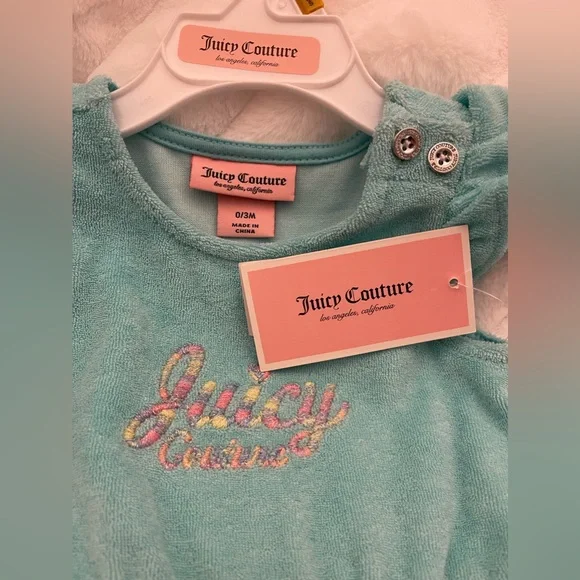 Juicy Couture
los angeles, california
Juicy Couture
los angeles, california
0/3M
MADE IN
CHINA
Juicy Couture
los angeles, california
Juicy
Couture